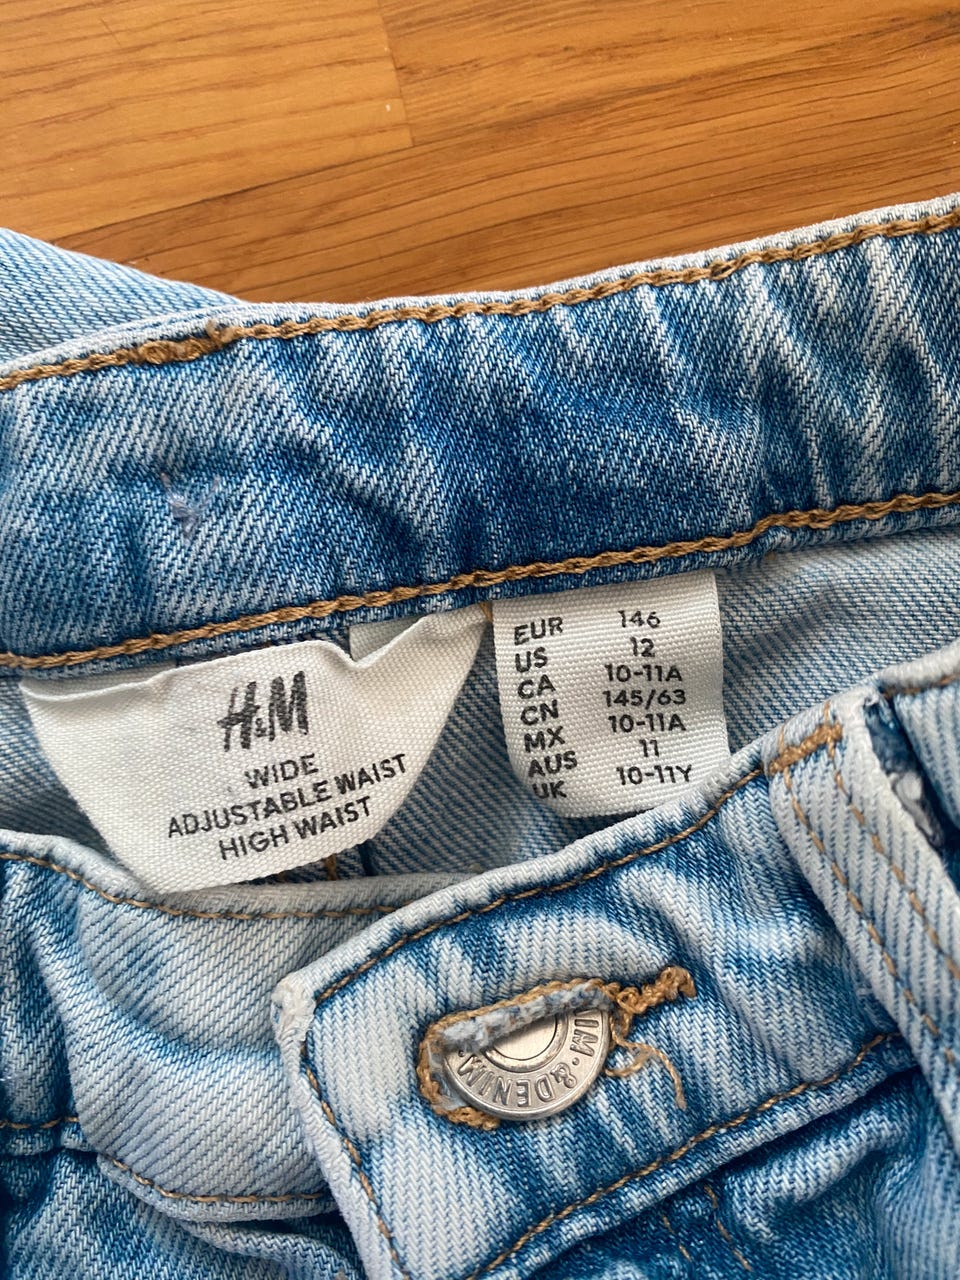 H&M
WIDE
ADJUSTABLE WAIST
HIGH WAIST
EUR 146
US 12
CA 10-11A
CN 145/63
MX 10-11A
AUS 11
UK 10-11Y
&DENIM·